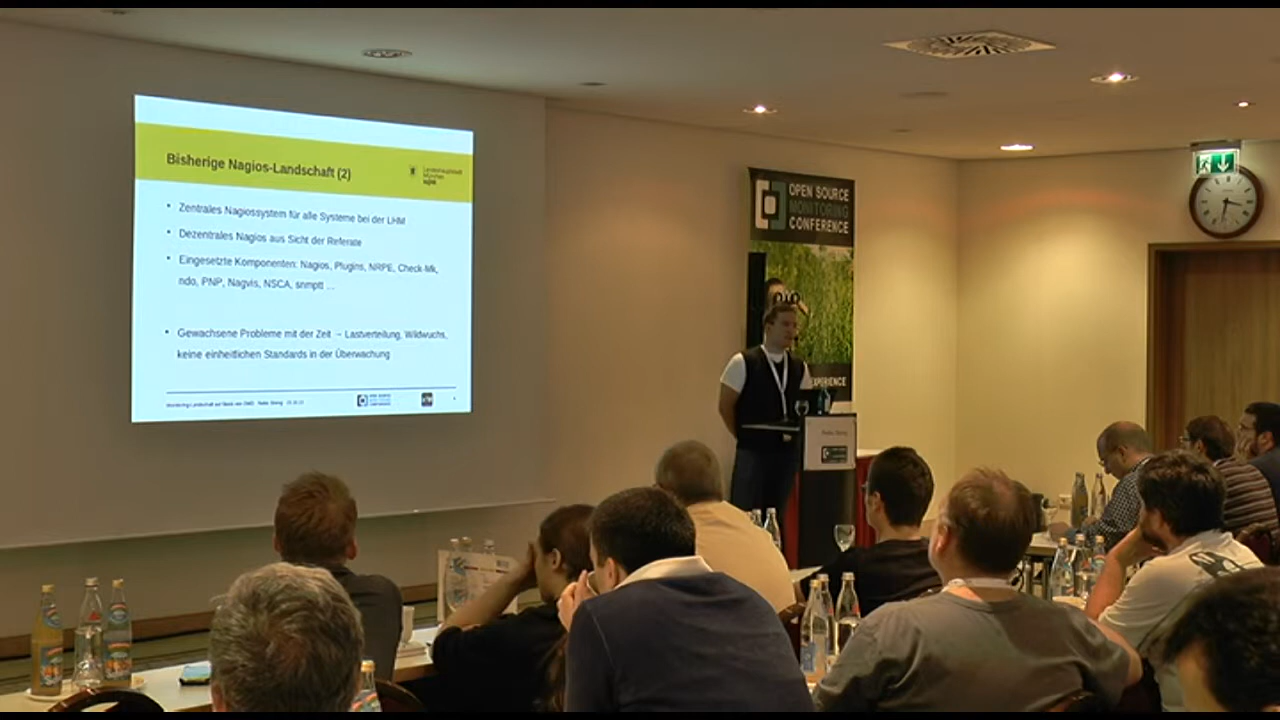 Bisherige Nagios-Landschaft (2)
Landeshauptstadt
München
• Zentrales Nagiossystem für alle Systeme bei der LHM
• Dezentrales Nagios aus Sicht der Referate
• Eingesetzte Komponenten: Nagios, Plugins, NRPE, Check-Mk,
ndo, PNP, Nagvis, NSCA, snmptt ...
• Gewachsene Probleme mit der Zeit → Lastverteilung, Wildwuchs,
keine einheitlichen Standards in der Überwachung
OPEN SOURCE
MONITORING
CONFERENCE